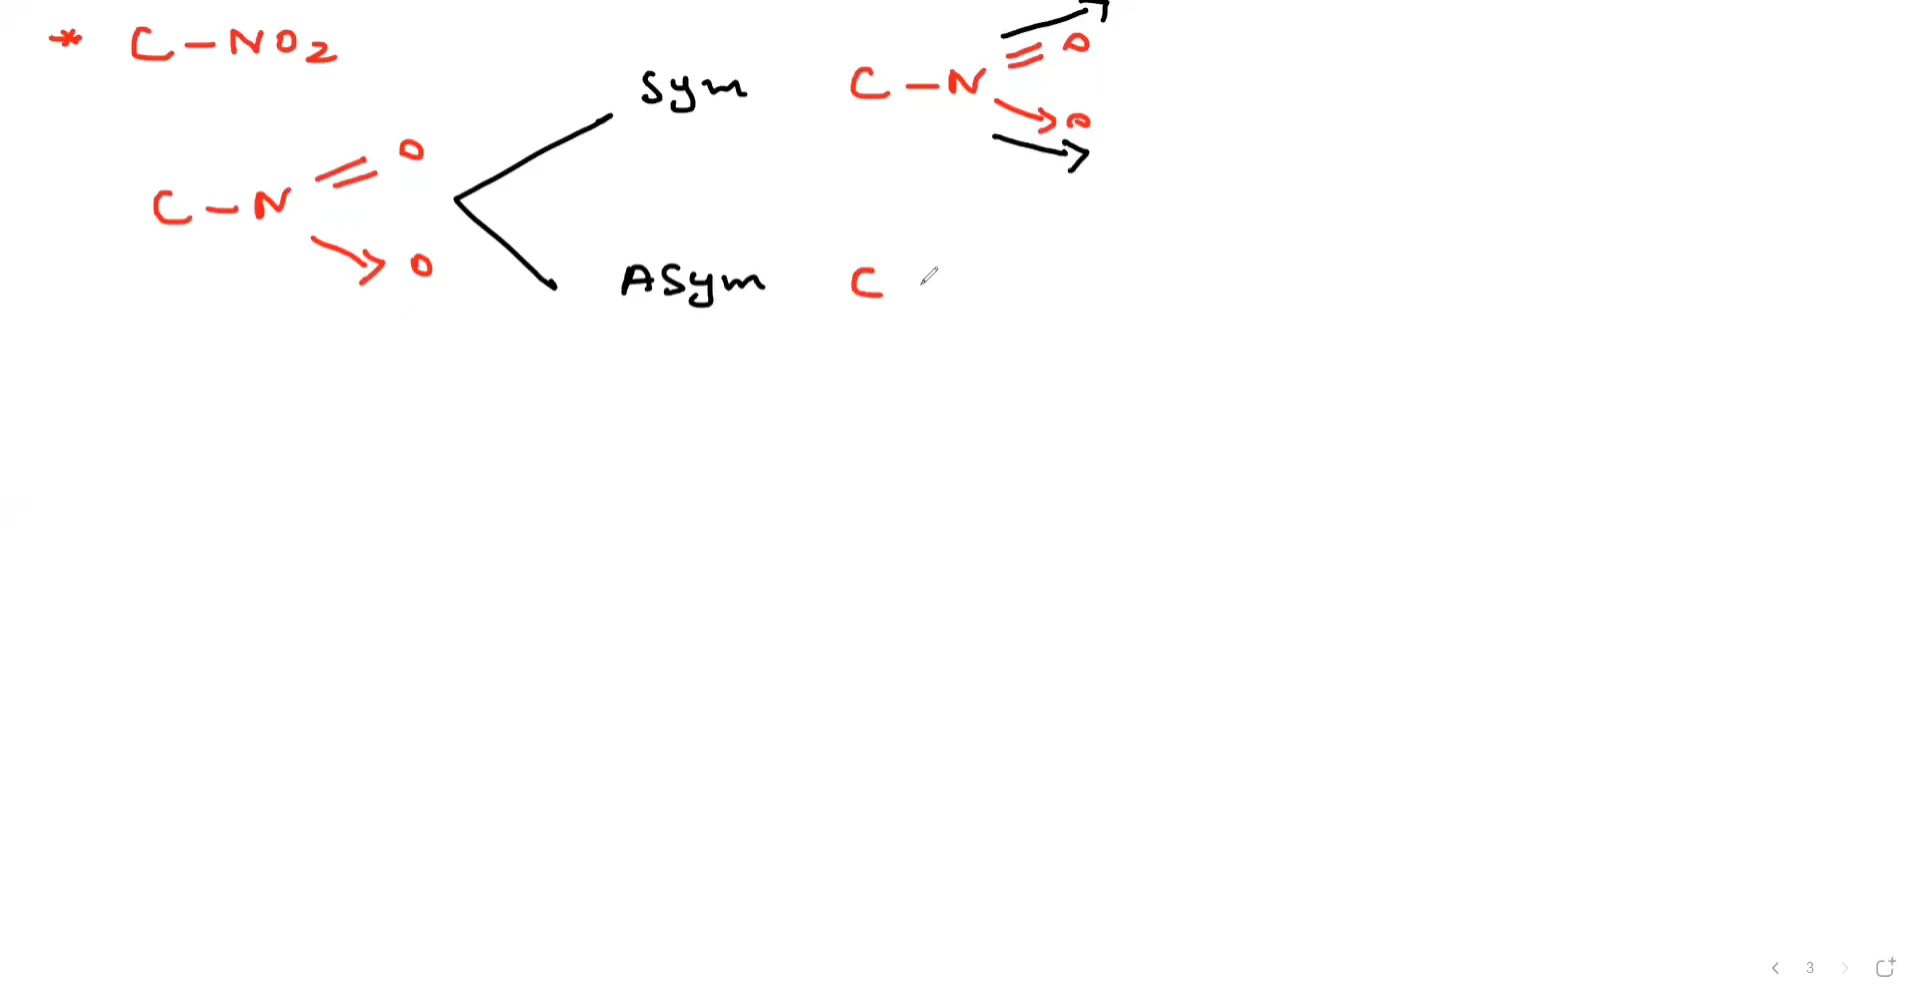 * C-NO2
Sym C-N=O
→O
C-N=O
→O
ASym C
3